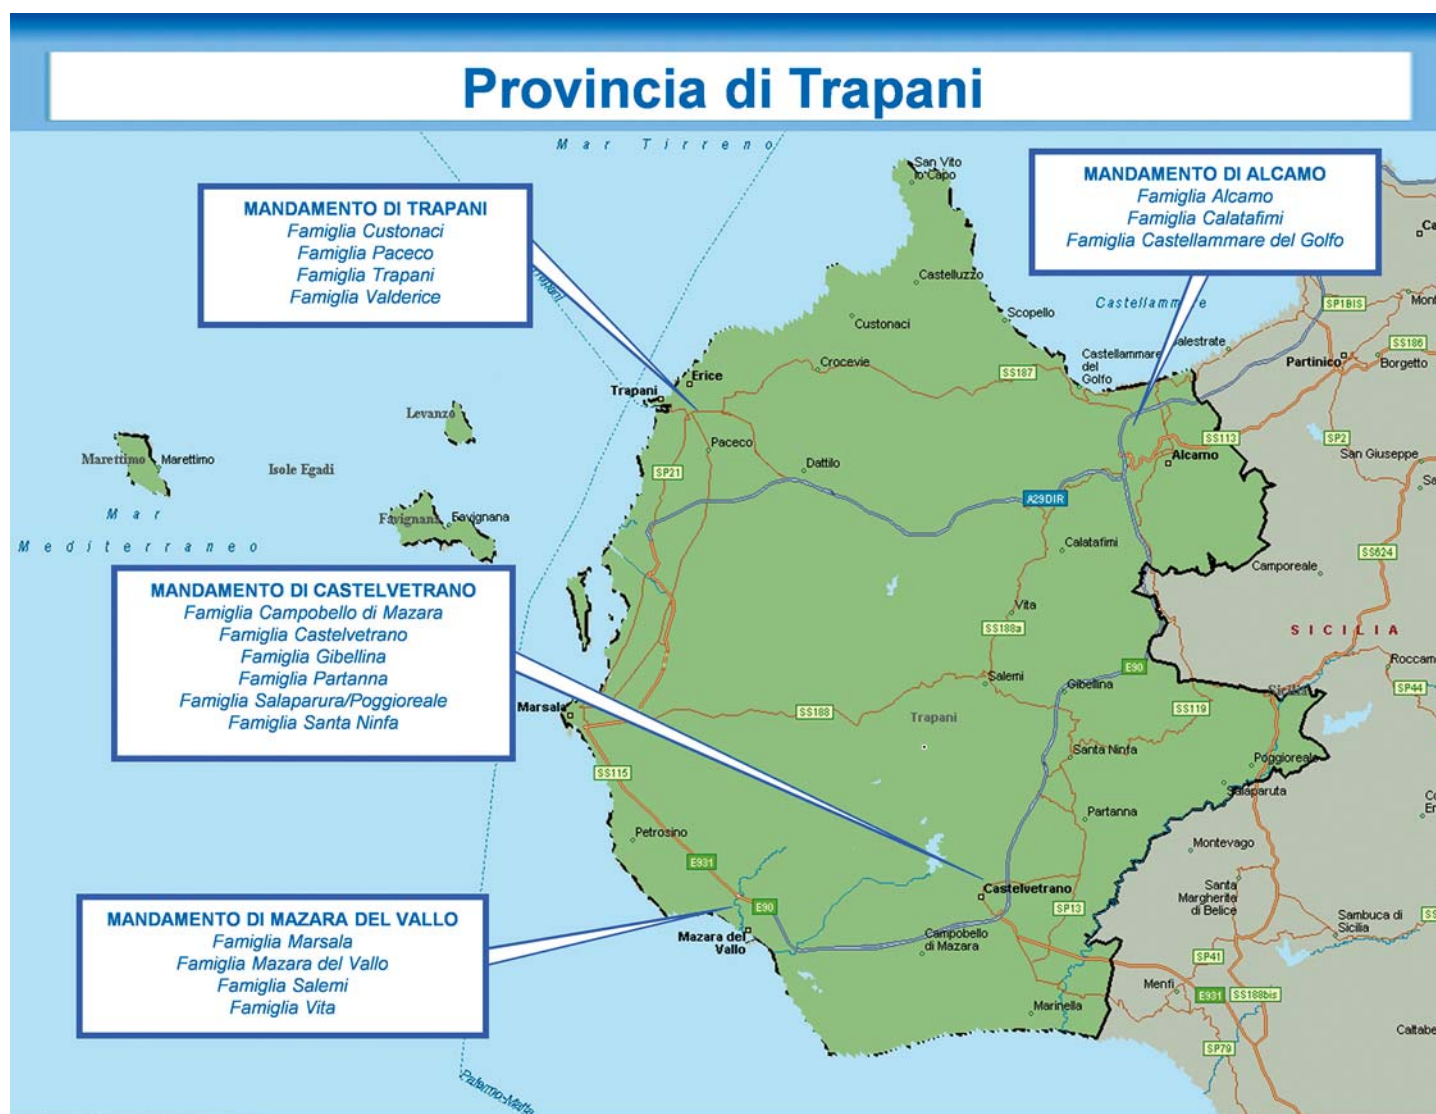 Provincia di Trapani
Mar Tirreno
MANDAMENTO DI TRAPANI
Famiglia Custonaci
Famiglia Paceco
Famiglia Trapani
Famiglia Valderice
MANDAMENTO DI ALCAMO
Famiglia Alcamo
Famiglia Calatafimi
Famiglia Castellammare del Golfo
San Vito
lo Capo
Castelluzzo
Castellammare
SP1BIS
Scopello
Custonaci
SS186
Castellammare
del
Golfo
Partinico
Borgetto
Crocevie
SS187
Erice
Trapani
Levanzo
SS113
SP2
Paceco
San Giuseppe
Marettimo
Marettimo
Isole Egadi
Dattilo
Alcamo
SP21
A29DIR
Mar
Mediterraneo
Favignana
Favignana
Calatafimi
SS624
Camporeale
MANDAMENTO DI CASTELVETRANO
Famiglia Campobello di Mazara
Famiglia Castelvetrano
Famiglia Gibellina
Famiglia Partanna
Famiglia Salaparura/Poggioreale
Famiglia Santa Ninfa
Vita
SS188a
SICILIA
E90
Salemi
Gibellina
Sicilia
SP44
Marsala
SS188
Trapani
SS119
Santa Ninfa
Poggioreale
SS115
Salaparuta
Partanna
Petrosino
Montevago
E931
Castelvetrano
Santa
Margherita
di Belice
MANDAMENTO DI MAZARA DEL VALLO
Famiglia Marsala
Famiglia Mazara del Vallo
Famiglia Salemi
Famiglia Vita
E90
SP13
Sambuca di
Sicilia
Mazara del
Vallo
Campobello
di Mazara
SP41
Menfi
E931
SS188bis
Marinella
SP79
Palermo-Malta